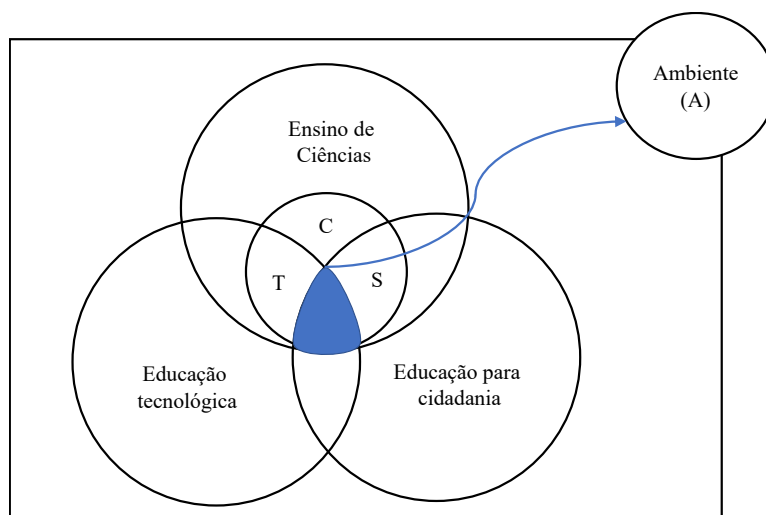 Ambiente
(A)
Ensino de
Ciências
C
T
S
Educação
tecnológica
Educação para
cidadania